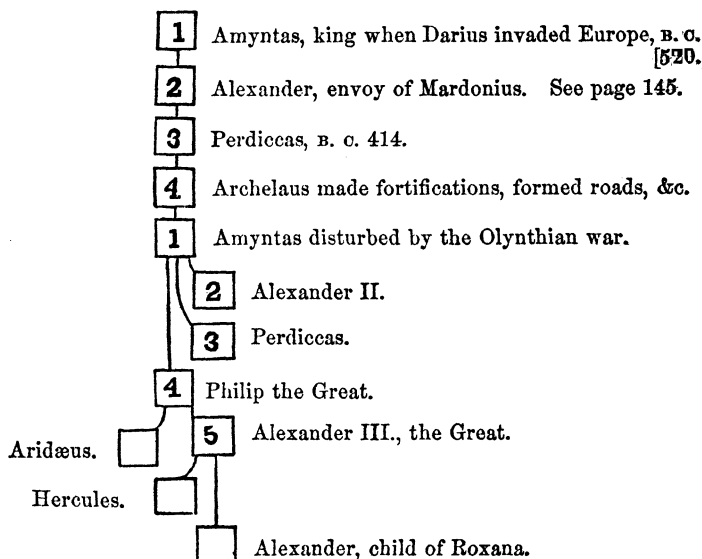 1 Amyntas, king when Darius invaded Europe, B. C.
[520.
2 Alexander, envoy of Mardonius. See page 145.
3 Perdiccas, B. C. 414.
4 Archelaus made fortifications, formed roads, &c.
1 Amyntas disturbed by the Olynthian war.
2 Alexander II.
3 Perdiccas.
4 Philip the Great.
Aridæus.
5 Alexander III., the Great.
Hercules.
Alexander, child of Roxana.